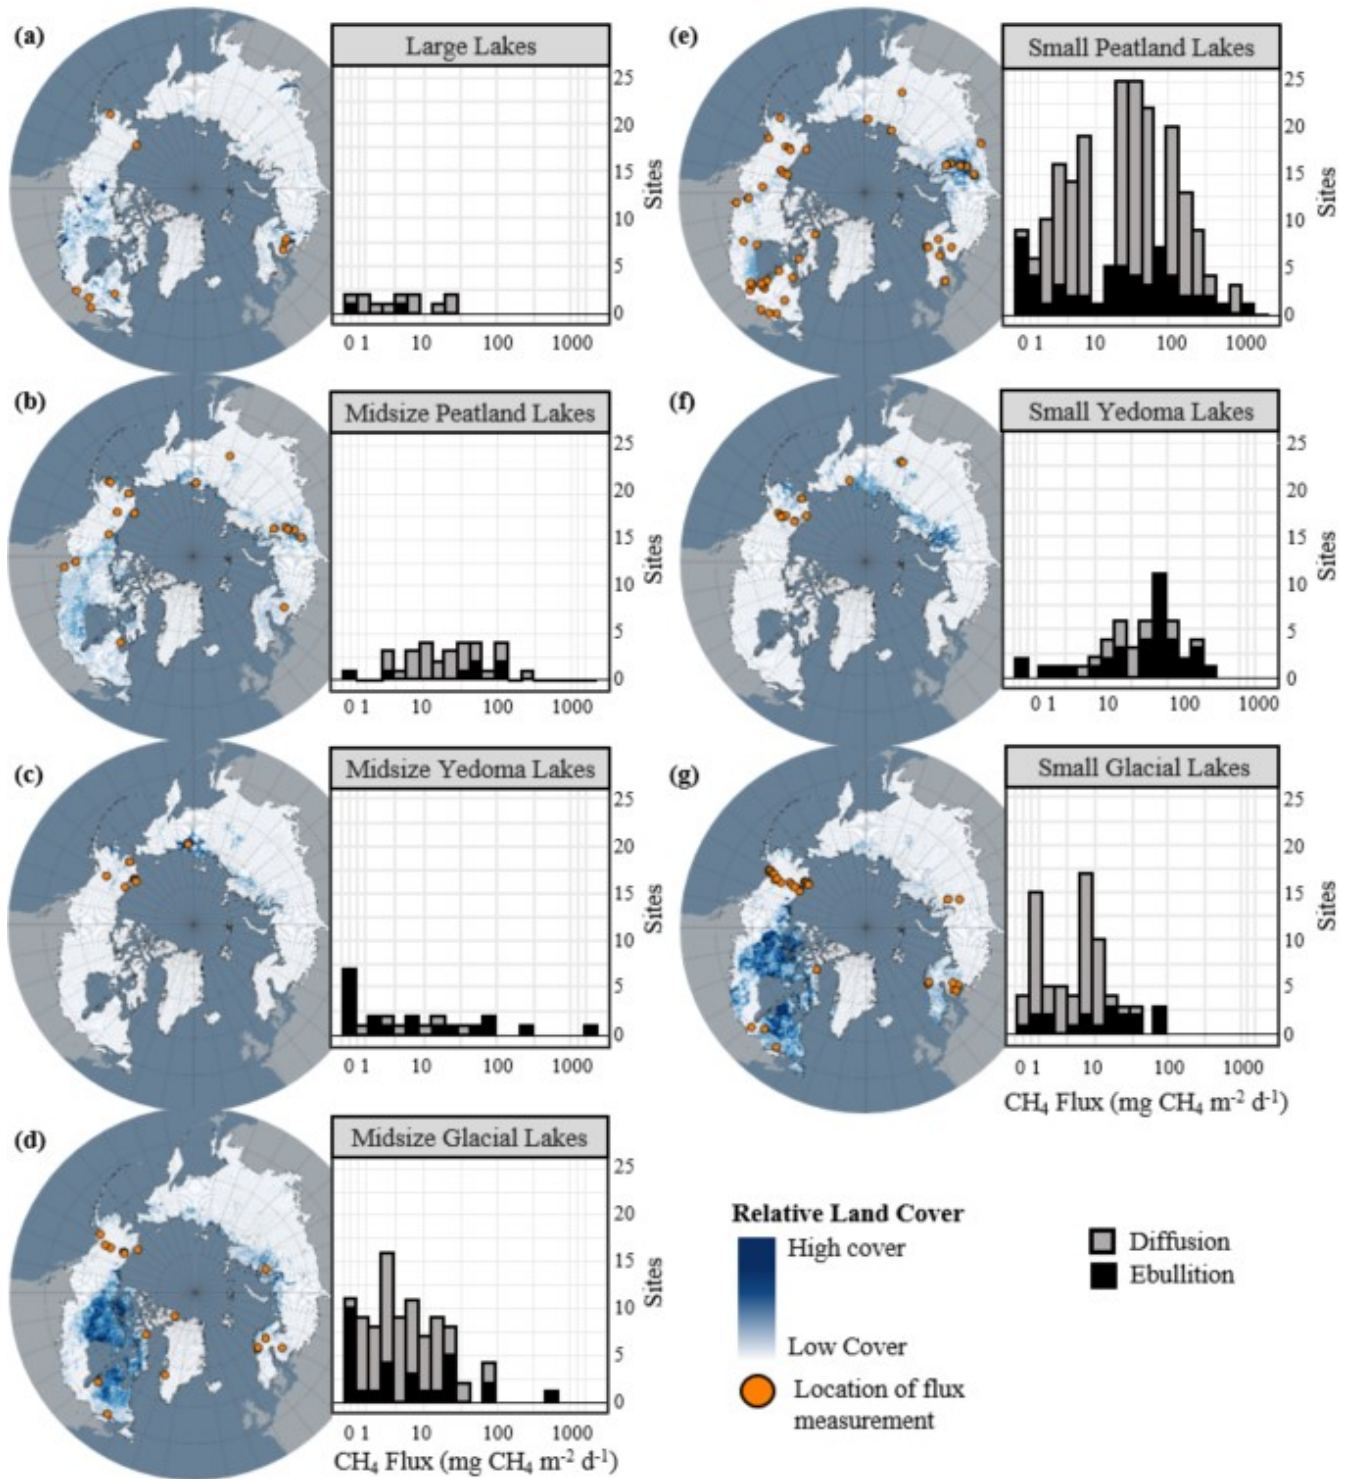 (a)
Large Lakes
25
20
15
10
5
0
Sites
0 1 10 100 1000
(b)
Midsize Peatland Lakes
25
20
15
10
5
0
Sites
0 1 10 100 1000
(c)
Midsize Yedoma Lakes
25
20
15
10
5
0
Sites
0 1 10 100 1000
(d)
Midsize Glacial Lakes
25
20
15
10
5
0
Sites
0 1 10 100 1000
CH₄ Flux (mg CH₄ m⁻² d⁻¹)
(e)
Small Peatland Lakes
25
20
15
10
5
0
Sites
0 1 10 100 1000
(f)
Small Yedoma Lakes
25
20
15
10
5
0
Sites
0 1 10 100 1000
(g)
Small Glacial Lakes
25
20
15
10
5
0
Sites
0 1 10 100 1000
CH₄ Flux (mg CH₄ m⁻² d⁻¹)
Relative Land Cover
High cover
Low Cover
Location of flux
measurement
Diffusion
Ebullition